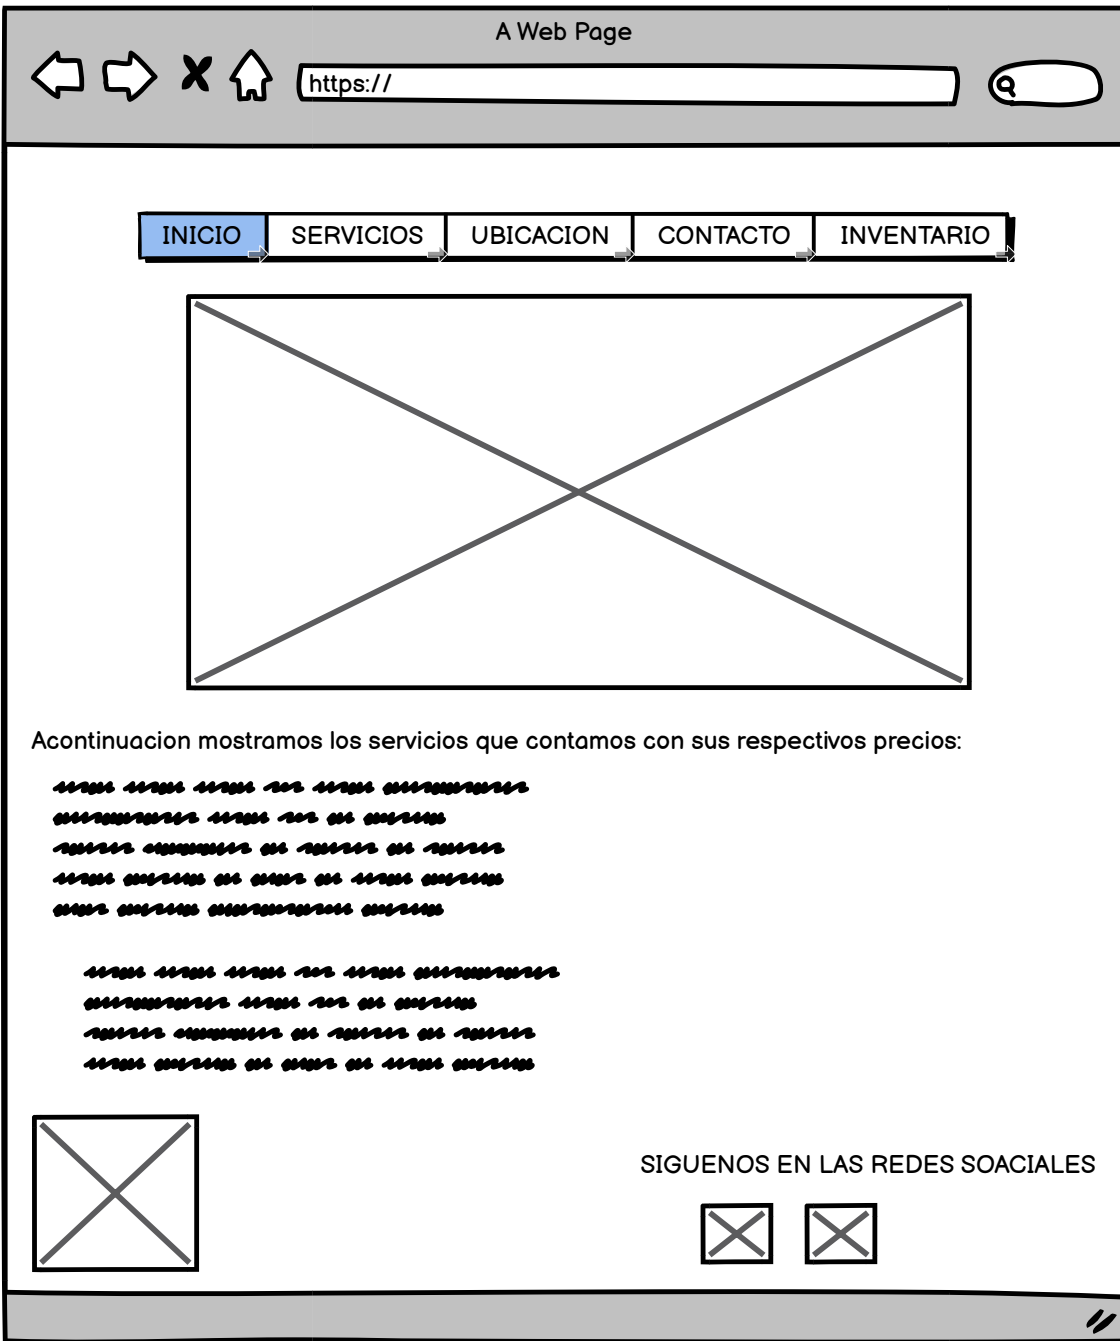 A Web Page
https://
INICIO SERVICIOS UBICACION CONTACTO INVENTARIO
Acontinuacion mostramos los servicios que contamos con sus respectivos precios:
SIGUENOS EN LAS REDES SOACIALES